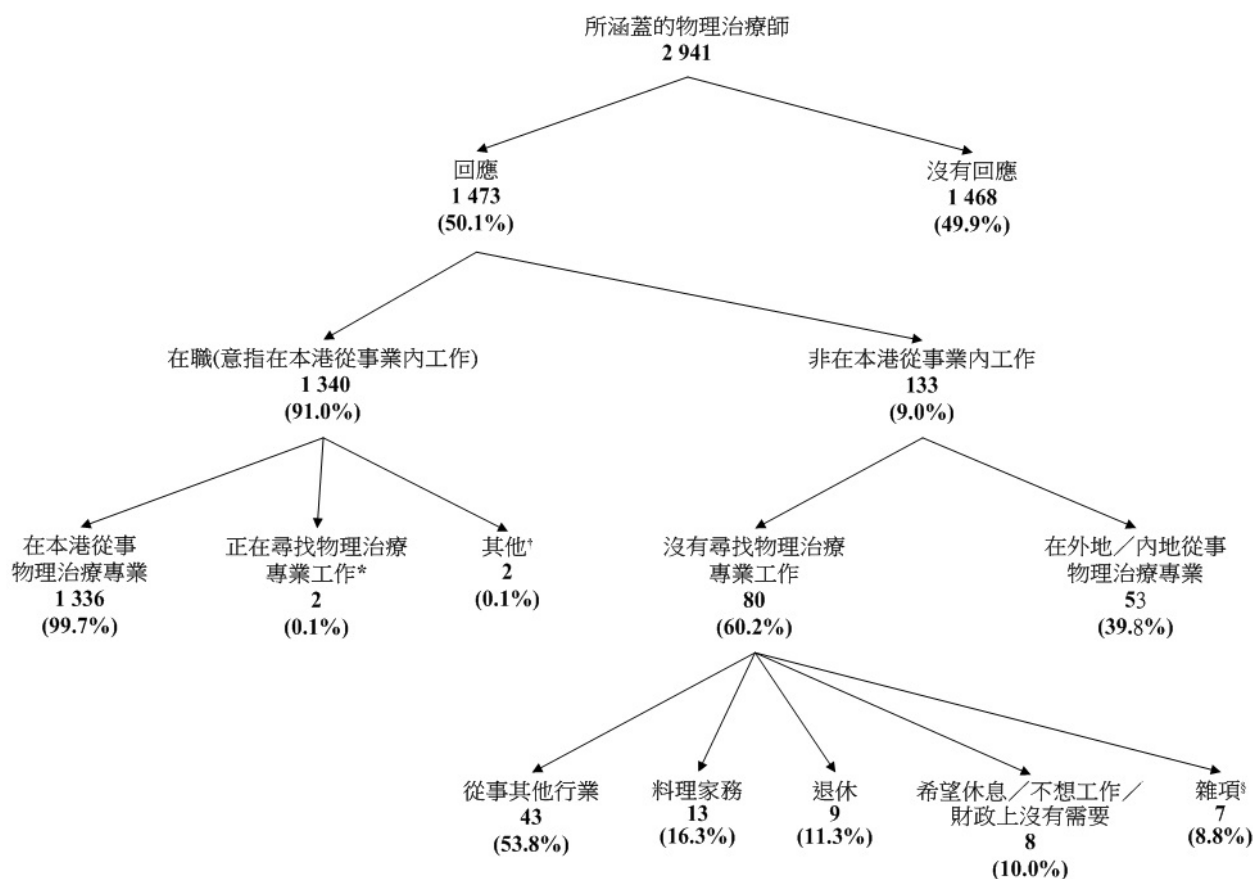 所涵蓋的物理治療師
2 941
回應
1 473
(50.1%)
沒有回應
1 468
(49.9%)
在職(意指在本港從事業內工作)
1 340
(91.0%)
非在本港從事業內工作
133
(9.0%)
在本港從事
物理治療專業
1 336
(99.7%)
正在尋找物理治療
專業工作*
2
(0.1%)
其他†
2
(0.1%)
沒有尋找物理治療
專業工作
80
(60.2%)
在外地／內地從事
物理治療專業
53
(39.8%)
從事其他行業
43
(53.8%)
料理家務
13
(16.3%)
退休
9
(11.3%)
希望休息／不想工作／
財政上沒有需要
8
(10.0%)
雜項§
7
(8.8%)